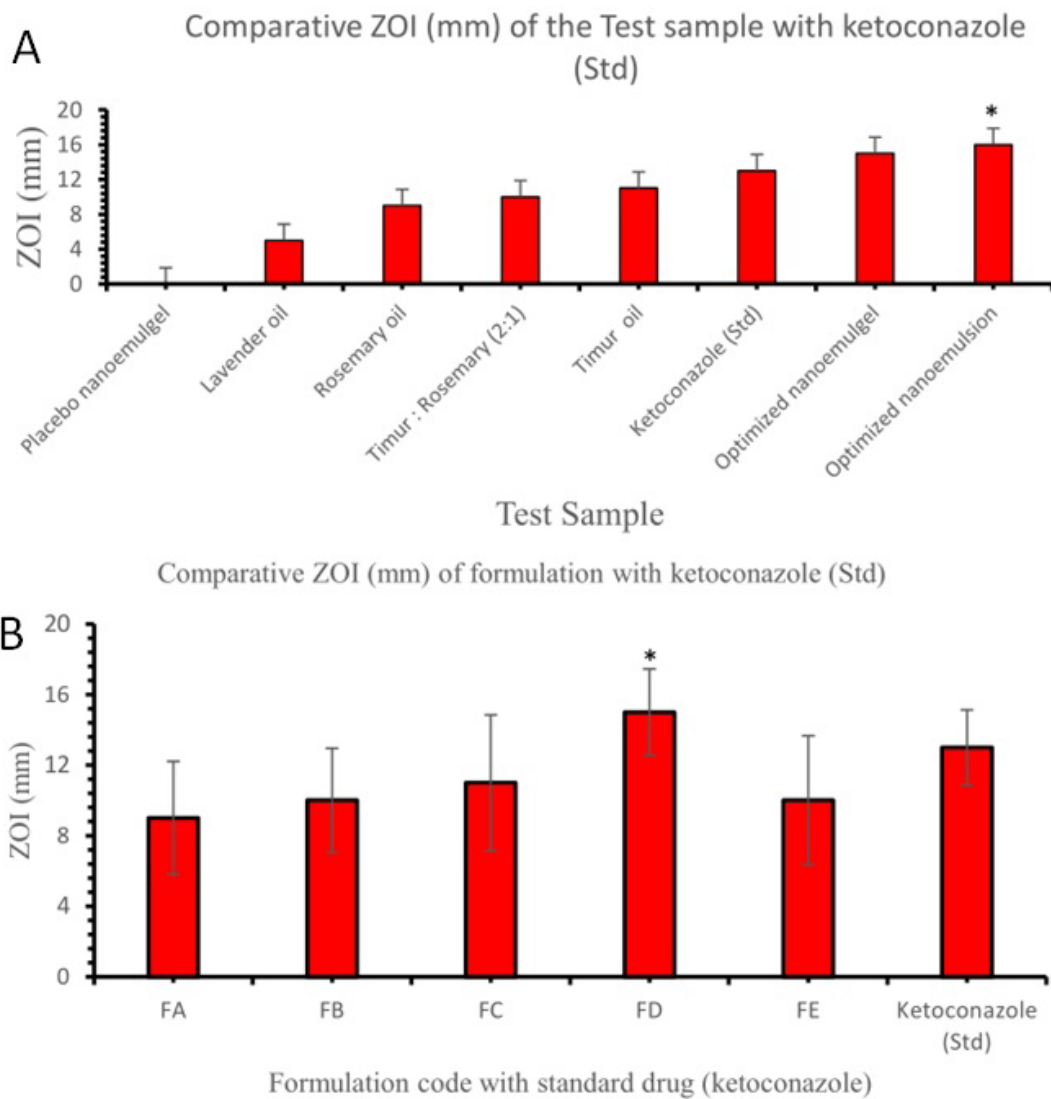 A
Comparative ZOI (mm) of the Test sample with ketoconazole
(Std)
ZOI (mm)
20
16
12
8
4
0
*
Placebo nanoemulgel
Lavender oil
Rosemary oil
Timur : Rosemary (2:1)
Timur oil
Ketoconazole (Std)
Optimized nanoemulgel
Optimized nanoemulsion
Test Sample
Comparative ZOI (mm) of formulation with ketoconazole (Std)
B
ZOI (mm)
20
16
12
8
4
0
*
FA
FB
FC
FD
FE
Ketoconazole
(Std)
Formulation code with standard drug (ketoconazole)